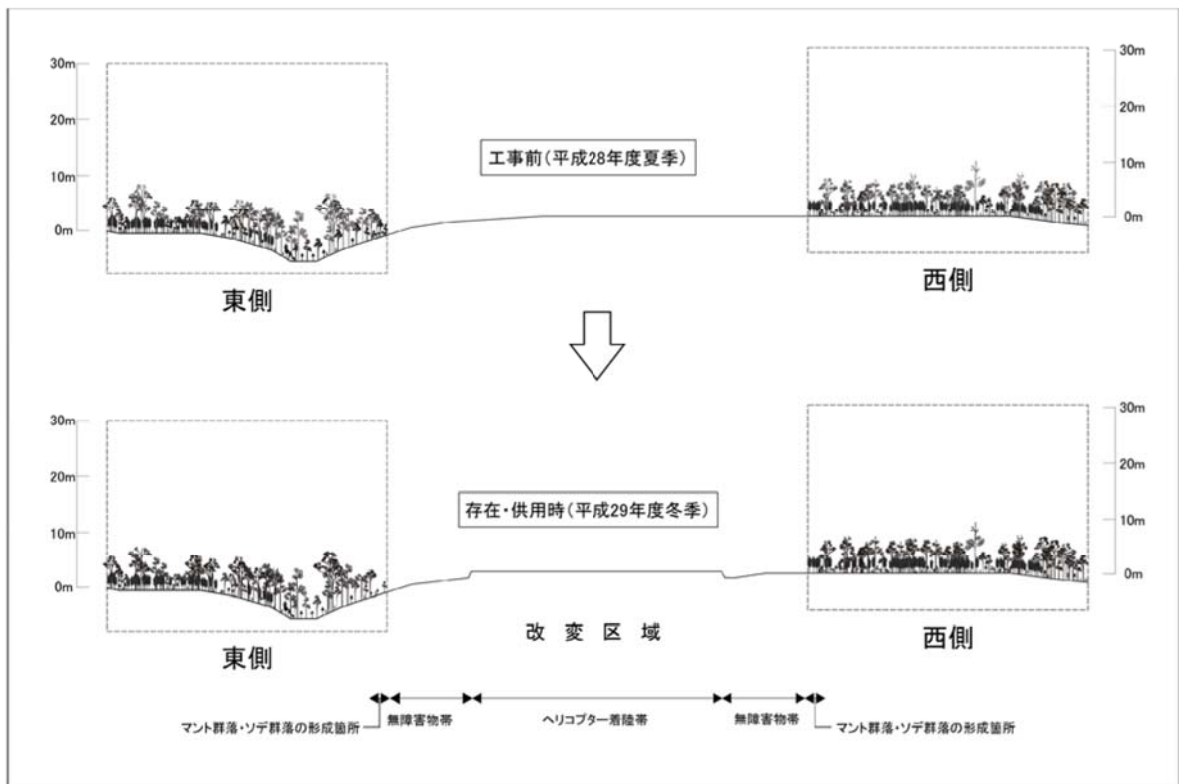 30m
20m
10m
0m
工事前(平成28年度夏季)
30m
20m
10m
0m
東側
西側
30m
20m
10m
0m
存在・供用時(平成29年度冬季)
30m
20m
10m
0m
東側
改変区域
西側
マント群落・ソデ群落の形成箇所
無障害物帯
ヘリコプター着陸帯
無障害物帯
マント群落・ソデ群落の形成箇所